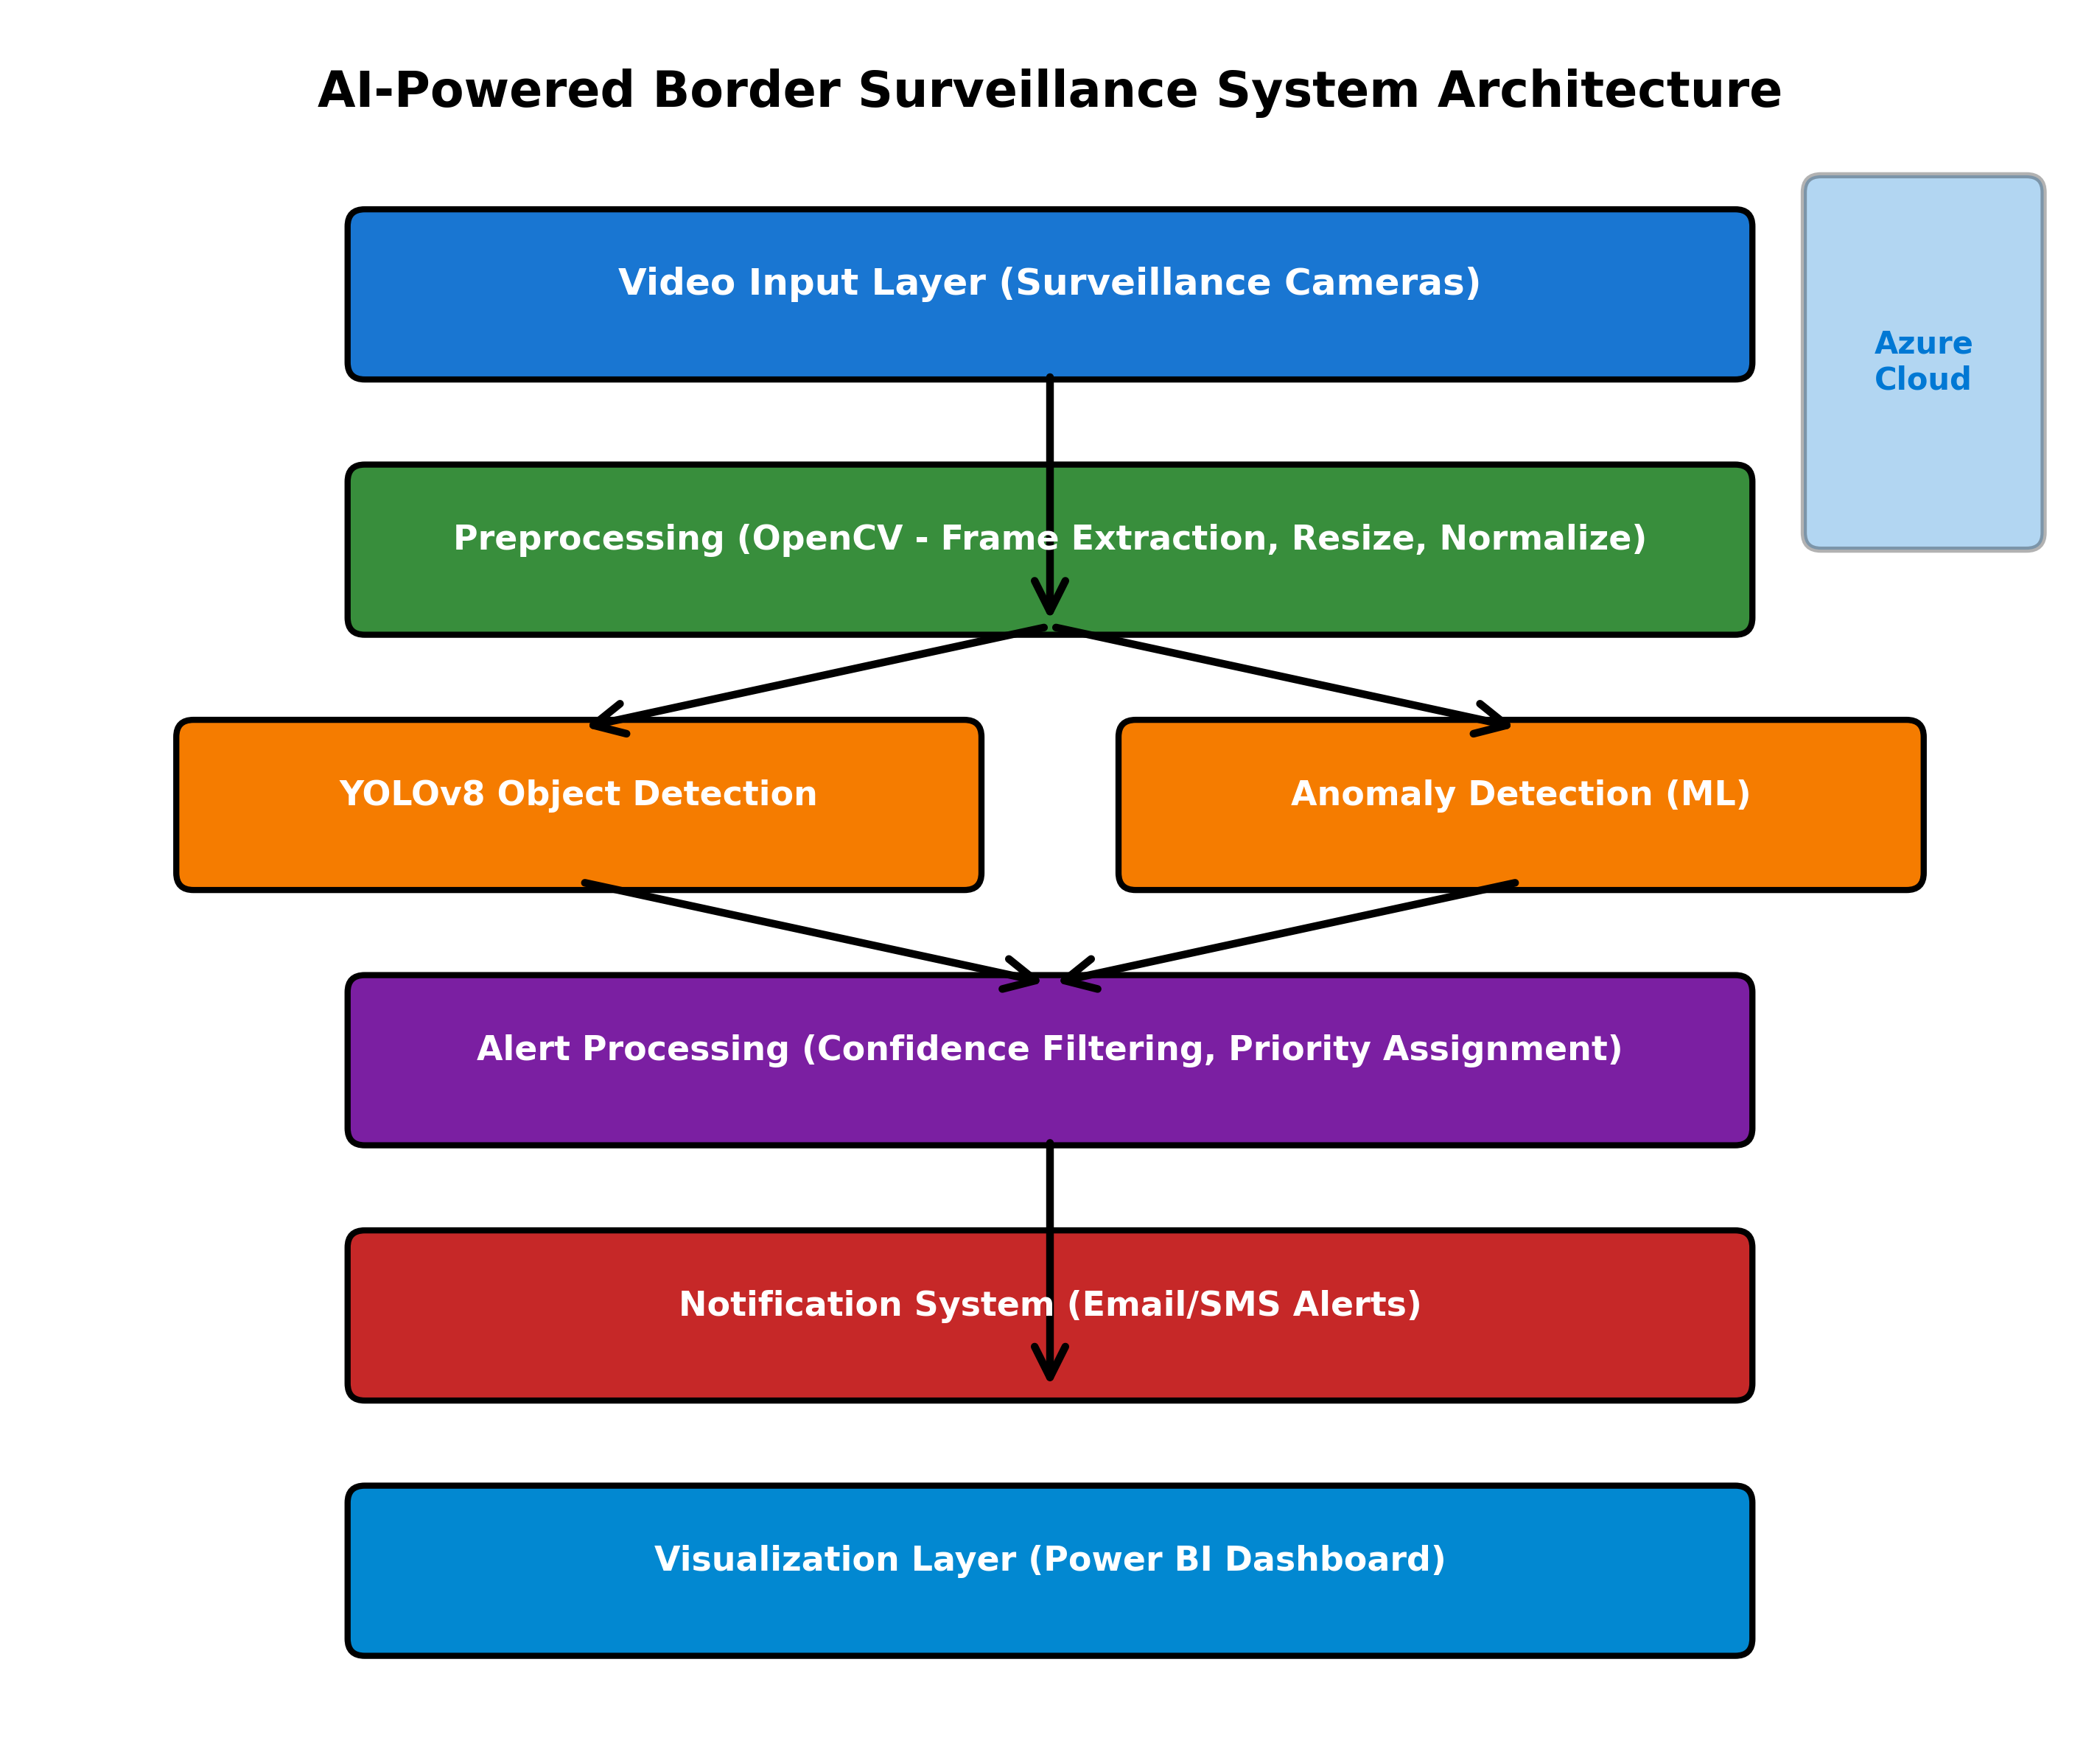 AI-Powered Border Surveillance System Architecture
Video Input Layer (Surveillance Cameras)
Azure
Cloud
Preprocessing (OpenCV - Frame Extraction, Resize, Normalize)
YOLOv8 Object Detection
Anomaly Detection (ML)
Alert Processing (Confidence Filtering, Priority Assignment)
Notification System (Email/SMS Alerts)
Visualization Layer (Power BI Dashboard)